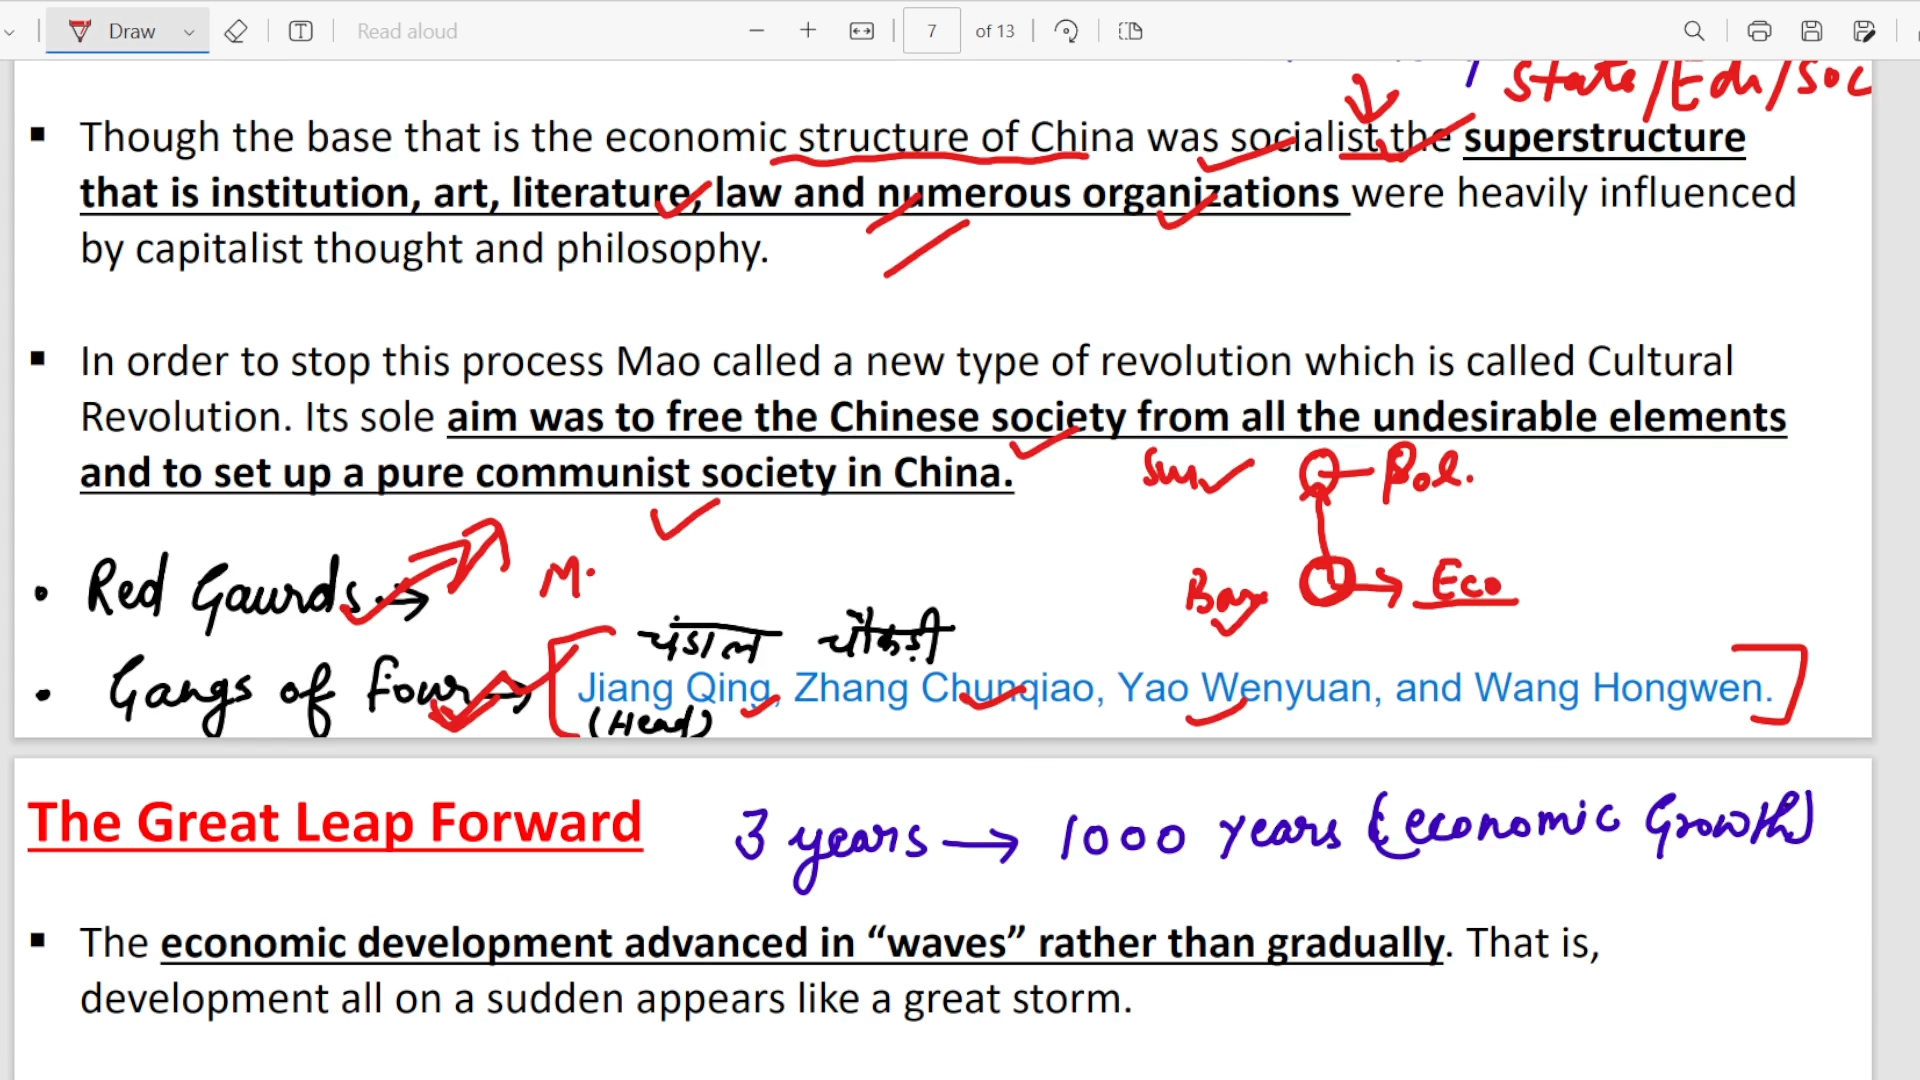 Draw
Read aloud
7 of 13
State/Edu/Soc
▪ Though the base that is the economic structure of China was socialist the superstructure
that is institution, art, literature, law and numerous organizations were heavily influenced
by capitalist thought and philosophy.
▪ In order to stop this process Mao called a new type of revolution which is called Cultural
Revolution. Its sole aim was to free the Chinese society from all the undesirable elements
and to set up a pure communist society in China.
Pol.
• Red Gaurds → M.
Base → Eco
चंडाल चौकड़ी
• Gangs of four → Jiang Qing, Zhang Chunqiao, Yao Wenyuan, and Wang Hongwen.
(Head)
The Great Leap Forward 3 years → 1000 years (economic Growth)
▪ The economic development advanced in “waves” rather than gradually. That is,
development all on a sudden appears like a great storm.